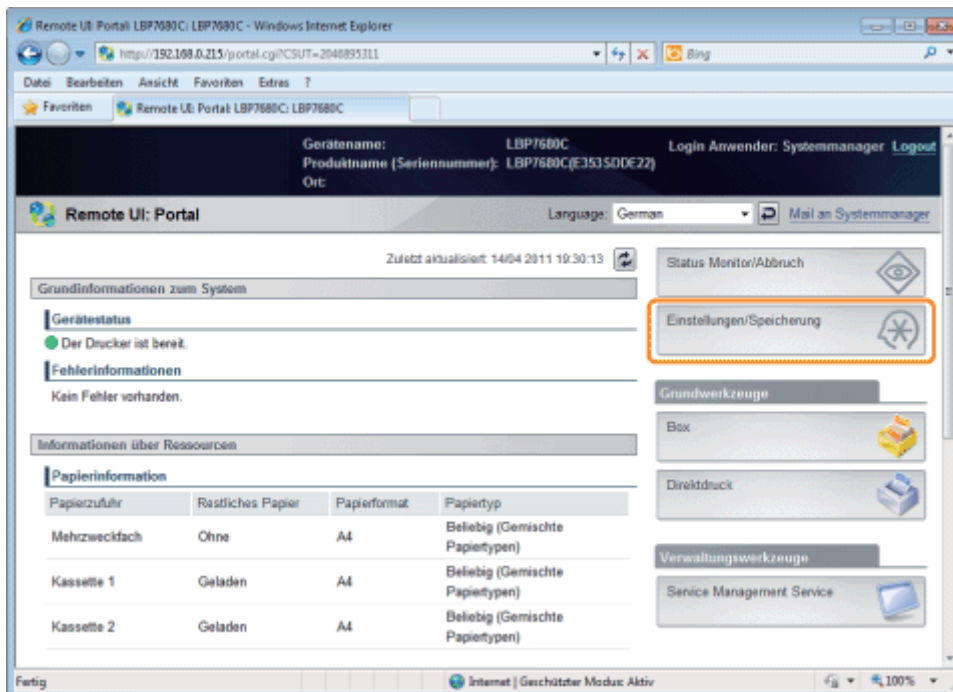 Remote UI: Portal: LBP7680C: LBP7680C - Windows Internet Explorer
http://192.168.0.215/portal.cgi?CSUT=2046895311
Bing
Datei Bearbeiten Ansicht Favoriten Extras ?
Favoriten Remote UI: Portal: LBP7680C: LBP7680C
Gerätename: LBP7680C Login Anwender: Systemmanager Logout
Produktname (Seriennummer): LBP7680C(E353SDDE22)
Ort:
Remote UI: Portal Language: German Mail an Systemmanager
Zuletzt aktualisiert: 14/04 2011 19:30:13
Grundinformationen zum System
Gerätestatus
Der Drucker ist bereit.
Fehlerinformationen
Kein Fehler vorhanden.
Informationen über Ressourcen
Papierinformation
Papierzufuhr Restliches Papier Papierformat Papiertyp
Mehrzweckfach Ohne A4 Beliebig (Gemischte
Papiertypen)
Kassette 1 Geladen A4 Beliebig (Gemischte
Papiertypen)
Kassette 2 Geladen A4 Beliebig (Gemischte
Papiertypen)
Status Monitor/Abbruch
Einstellungen/Speicherung
Grundwerkzeuge
Box
Direktdruck
Verwaltungswerkzeuge
Service Management Service
Fertig Internet | Geschützter Modus: Aktiv 100%